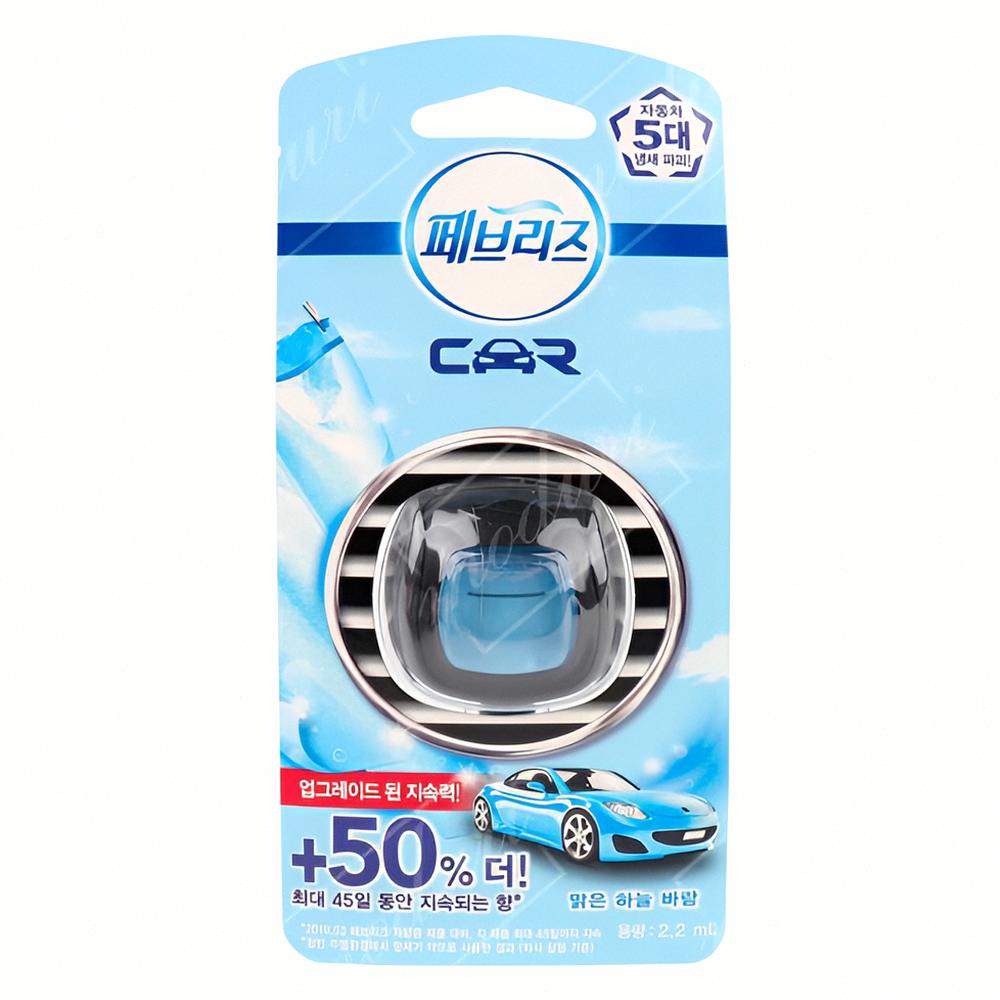 자동차
5대
냄새 파괴!
페브리즈
CAR
업그레이드 된 지속력!
+50% 더!
최대 45일 동안 지속되는 향*
맑은 하늘 바람
용량 : 2.2 mL